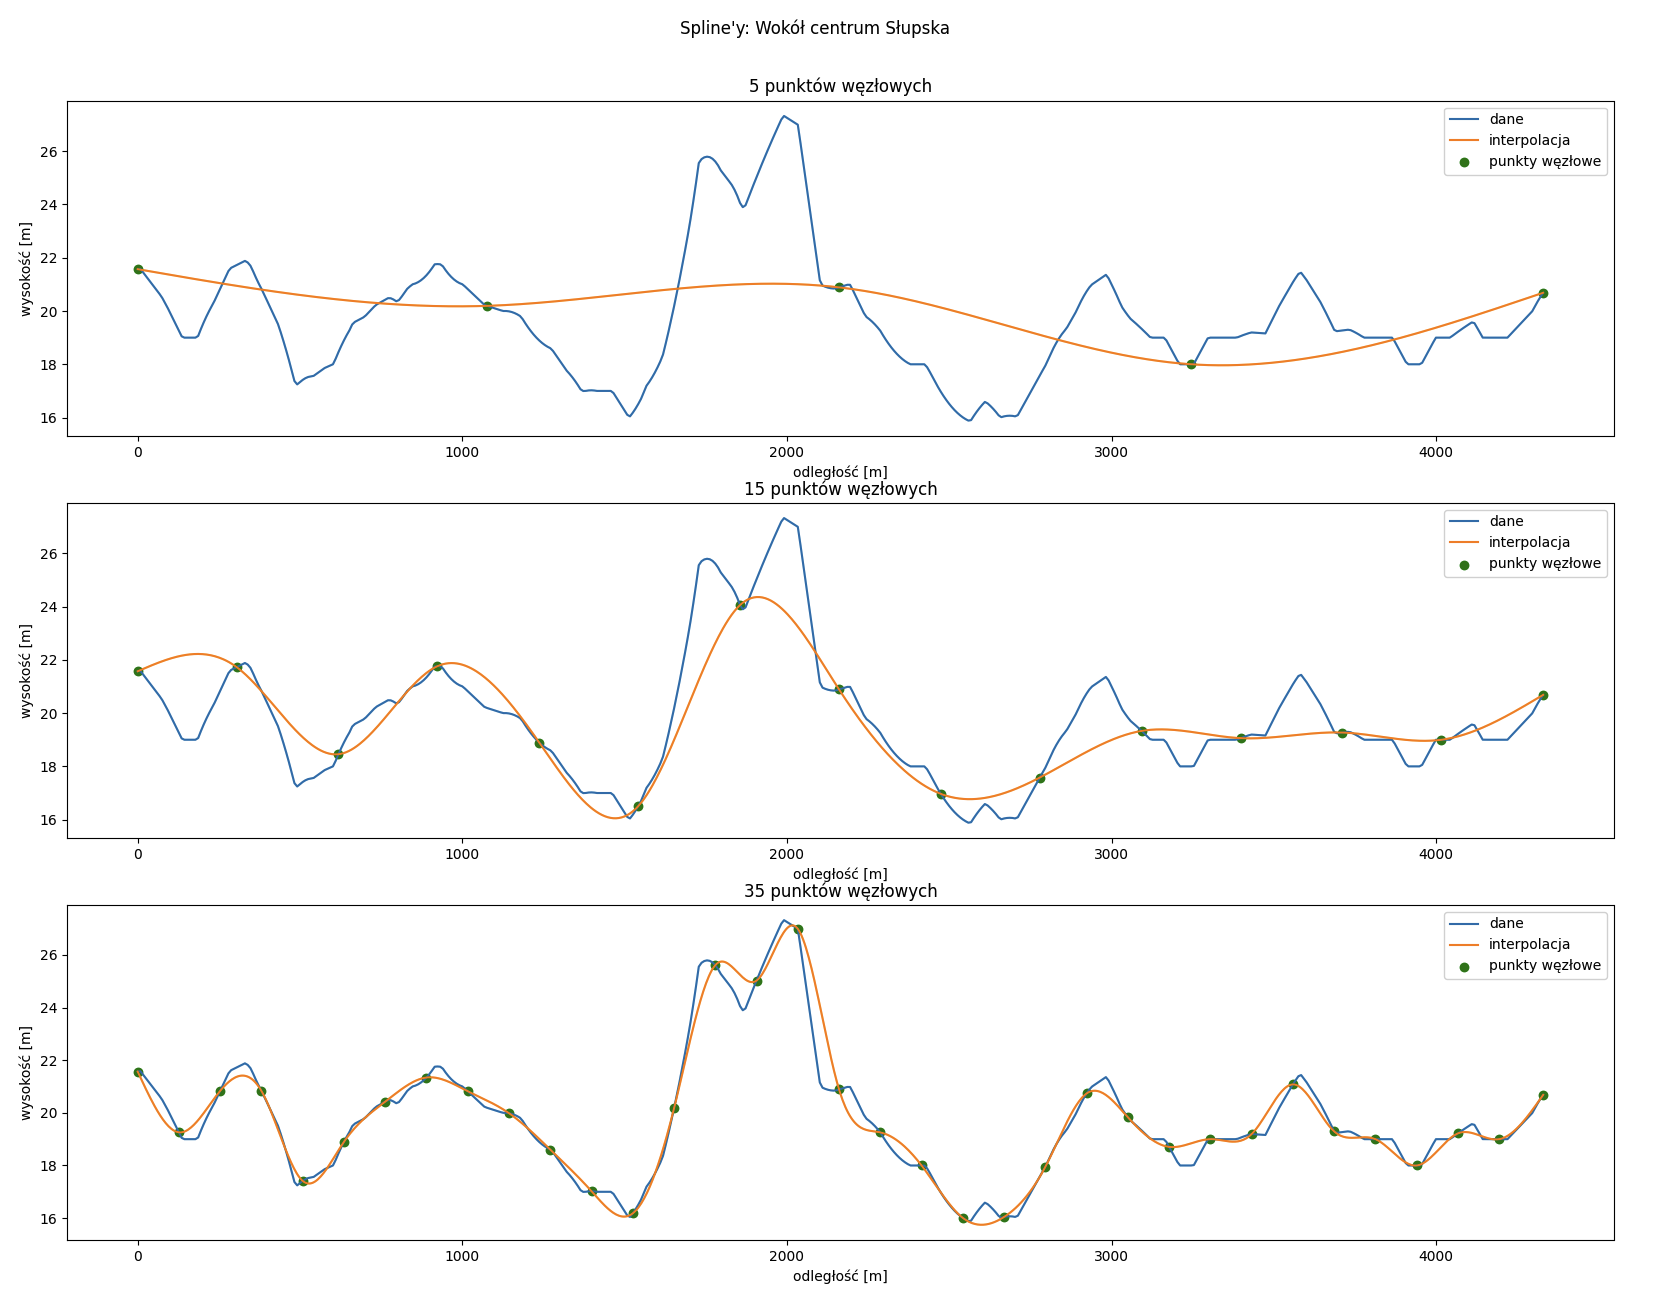 Spline'y: Wokół centrum Słupska
5 punktów węzłowych
dane
interpolacja
punkty węzłowe
wysokość [m]
26
24
22
20
18
16
0 1000 2000 3000 4000
odległość [m]
15 punktów węzłowych
dane
interpolacja
punkty węzłowe
wysokość [m]
26
24
22
20
18
16
0 1000 2000 3000 4000
odległość [m]
35 punktów węzłowych
dane
interpolacja
punkty węzłowe
wysokość [m]
26
24
22
20
18
16
0 1000 2000 3000 4000
odległość [m]